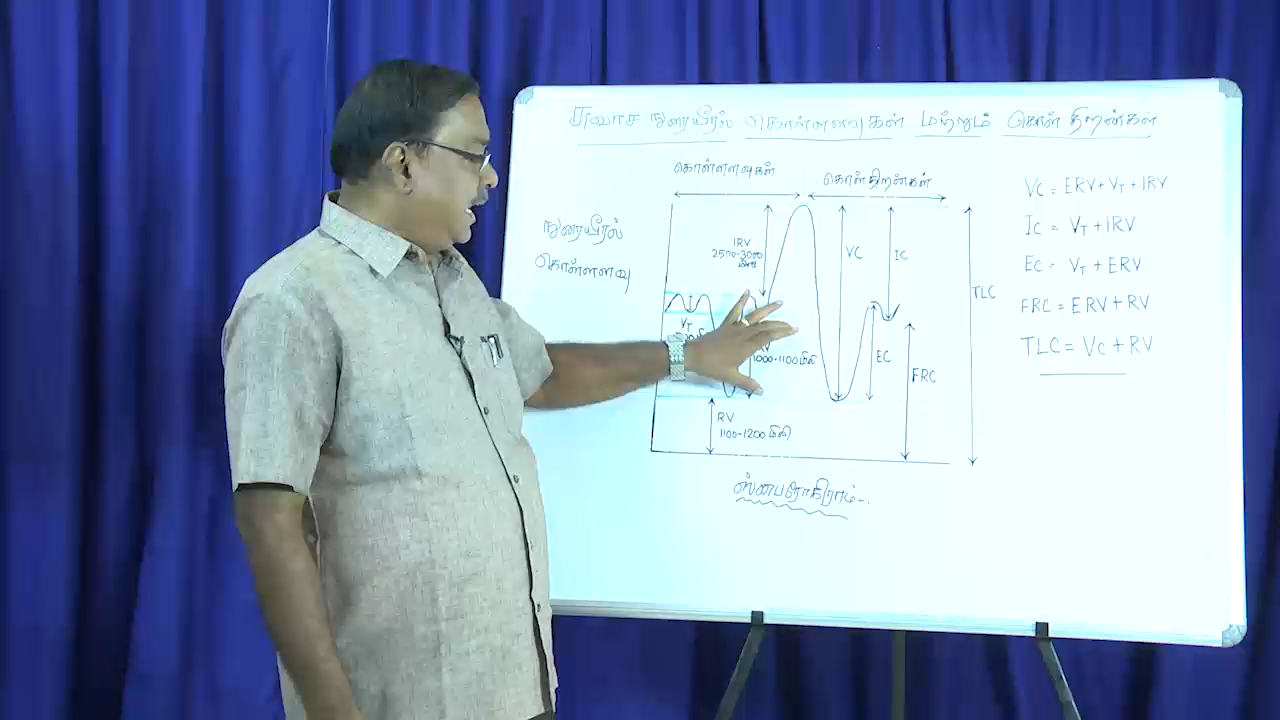 சுவாச நுரையீரல் கொள்ளளவுகள் மற்றும் கொள் திறன்கள்
கொள்ளளவுகள்
கொள்திறன்கள்
நுரையீரல்
கொள்ளளவு
IRV
2500-3000
மிலி
VT
1000-1100 மிலி
RV
1100-1200 மிலி
VC
IC
EC
FRC
TLC
ஸ்பைரோகிராம்
VC = ERV + VT + IRV
IC = VT + IRV
EC = VT + ERV
FRC = ERV + RV
TLC = VC + RV